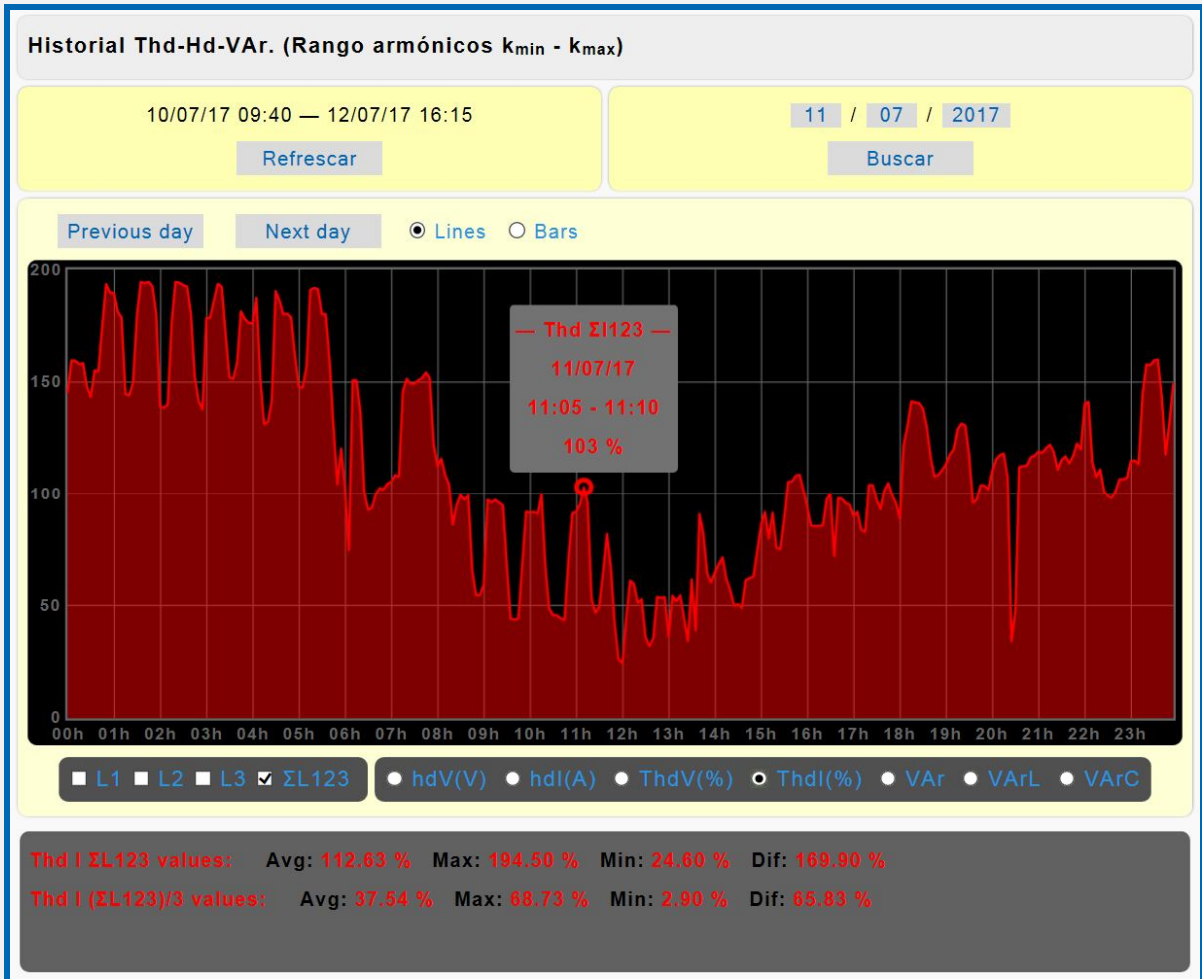 Historial Thd-Hd-VAr. (Rango armónicos kmin - kmax)
10/07/17 09:40 — 12/07/17 16:15
Refrescar
11 / 07 / 2017
Buscar
Previous day Next day Lines Bars
200
150
100
50
0
— Thd ΣI123 —
11/07/17
11:05 - 11:10
103 %
00h 01h 02h 03h 04h 05h 06h 07h 08h 09h 10h 11h 12h 13h 14h 15h 16h 17h 18h 19h 20h 21h 22h 23h
L1 L2 L3 ΣL123 hdV(V) hdI(A) ThdV(%) ThdI(%) VAr VArL VArC
Thd I ΣL123 values: Avg: 112.63 % Max: 194.50 % Min: 24.60 % Dif: 169.90 %
Thd I (ΣL123)/3 values: Avg: 37.54 % Max: 68.73 % Min: 2.90 % Dif: 65.83 %